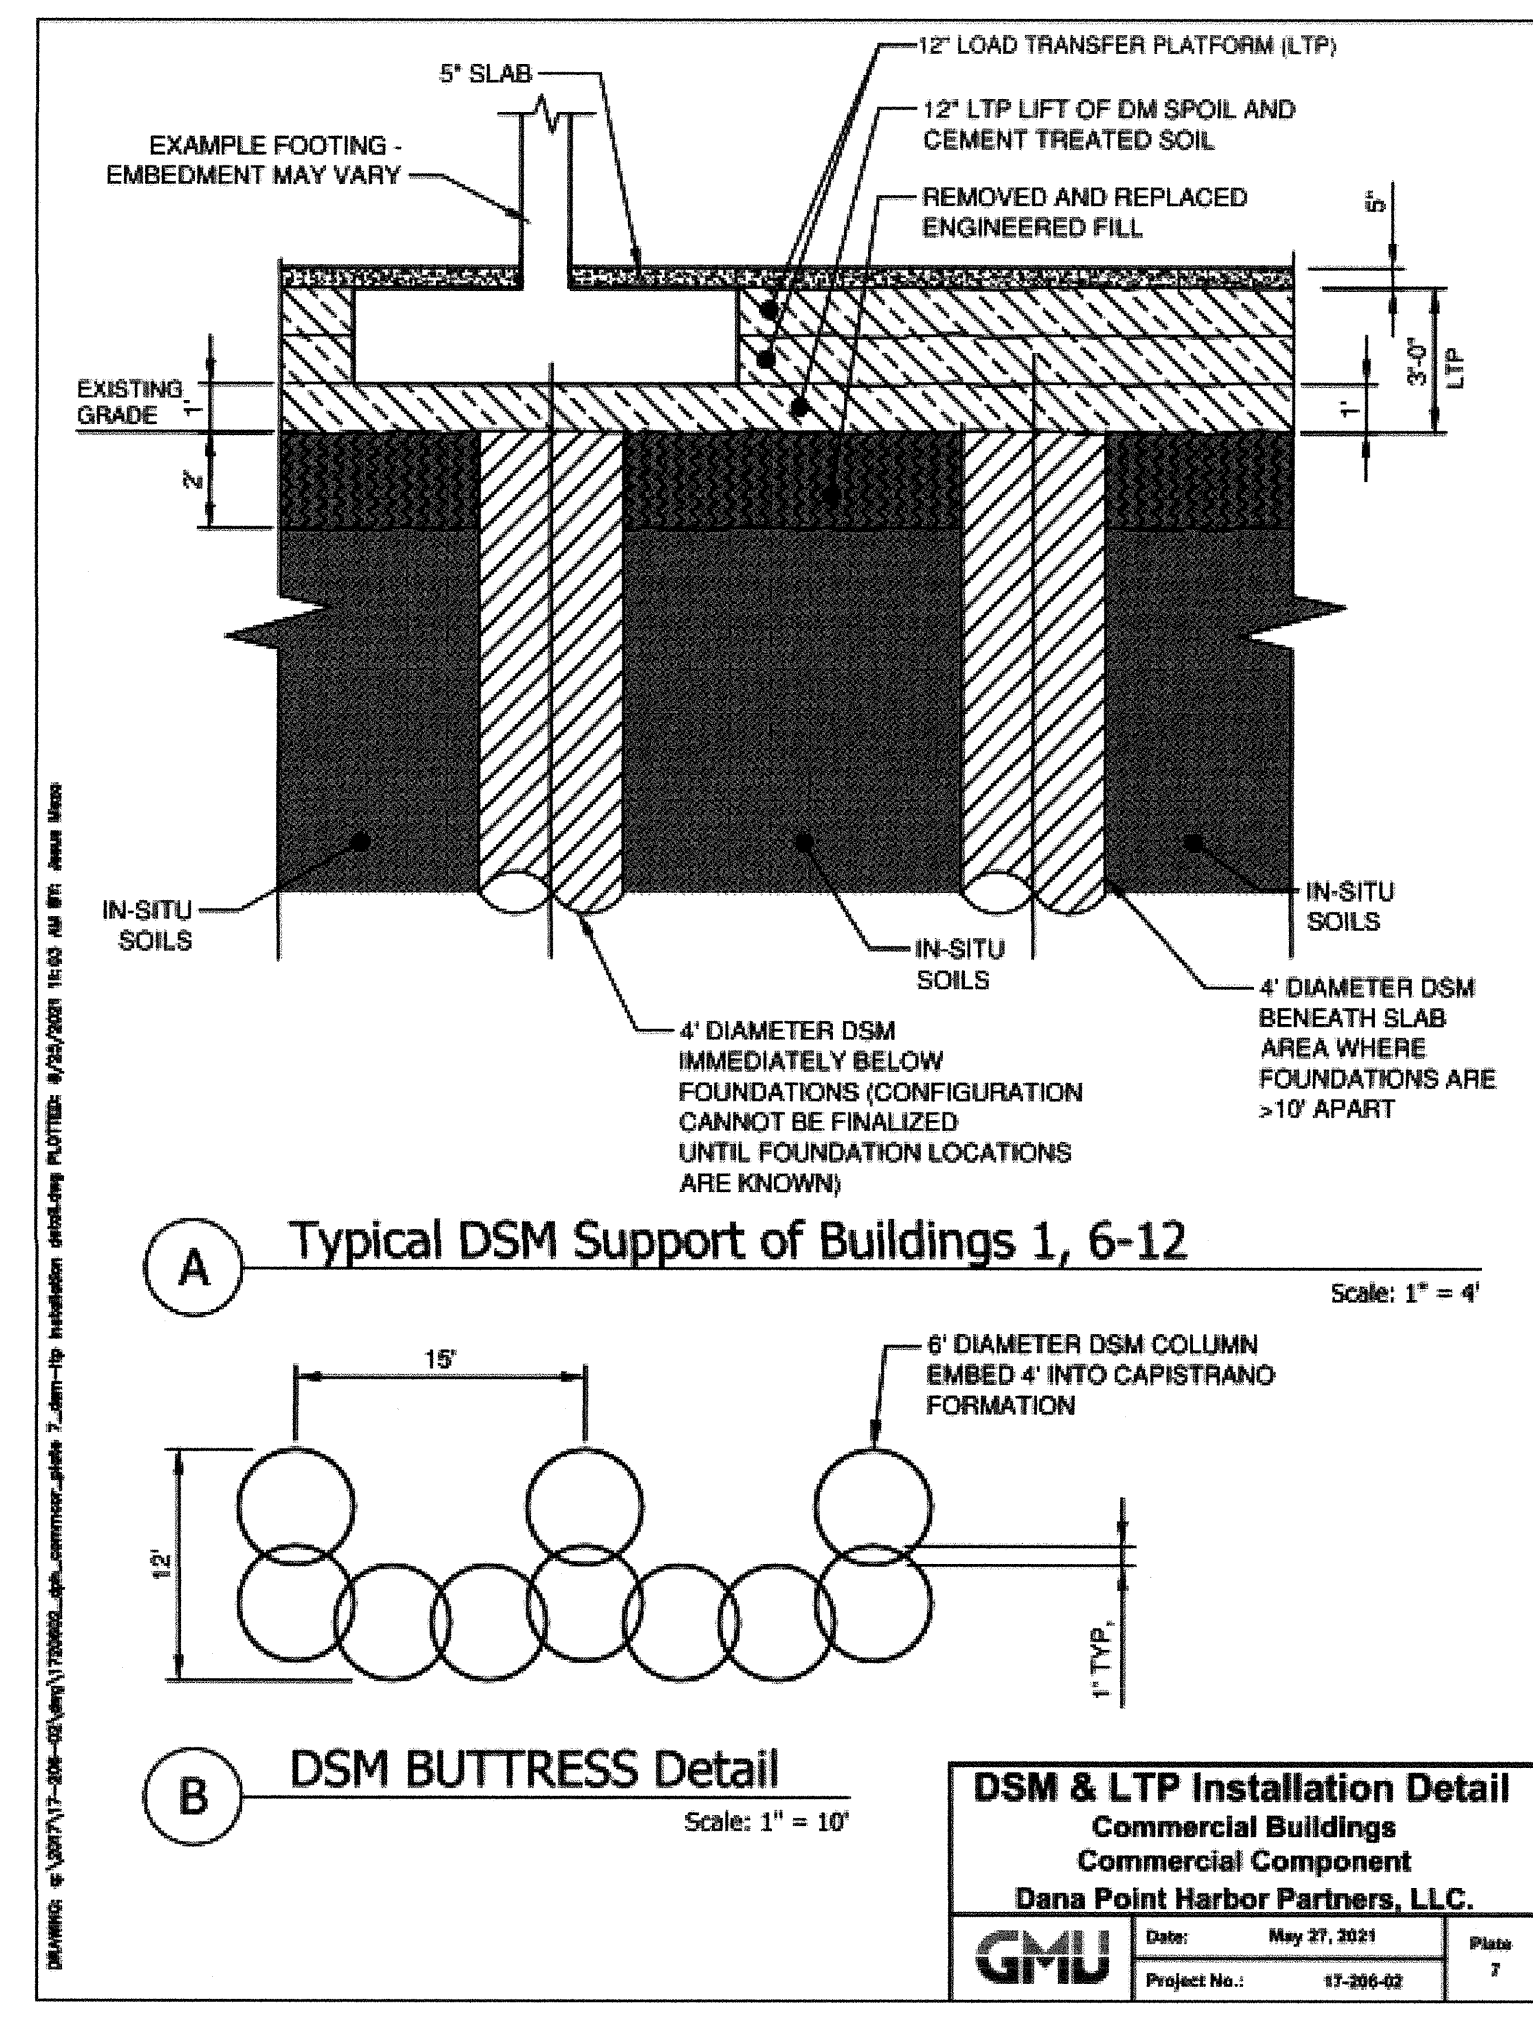 12" LOAD TRANSFER PLATFORM (LTP)
5" SLAB
12" LTP LIFT OF DM SPOIL AND
CEMENT TREATED SOIL
EXAMPLE FOOTING -
EMBEDMENT MAY VARY
REMOVED AND REPLACED
ENGINEERED FILL
5"
EXISTING
GRADE
1'
2'
3'-0"
LTP
1'
IN-SITU
SOILS
IN-SITU
SOILS
IN-SITU
SOILS
4' DIAMETER DSM
IMMEDIATELY BELOW
FOUNDATIONS (CONFIGURATION
CANNOT BE FINALIZED
UNTIL FOUNDATION LOCATIONS
ARE KNOWN)
4' DIAMETER DSM
BENEATH SLAB
AREA WHERE
FOUNDATIONS ARE
>10' APART
A
Typical DSM Support of Buildings 1, 6-12
Scale: 1" = 4'
15'
6' DIAMETER DSM COLUMN
EMBED 4' INTO CAPISTRANO
FORMATION
12'
1' TYP.
B
DSM BUTTRESS Detail
Scale: 1" = 10'
DSM & LTP Installation Detail
Commercial Buildings
Commercial Component
Dana Point Harbor Partners, LLC.
GMU
Date: May 27, 2021
Project No.: 17-206-02
Plate
7
DRAWING: PLOTTED: